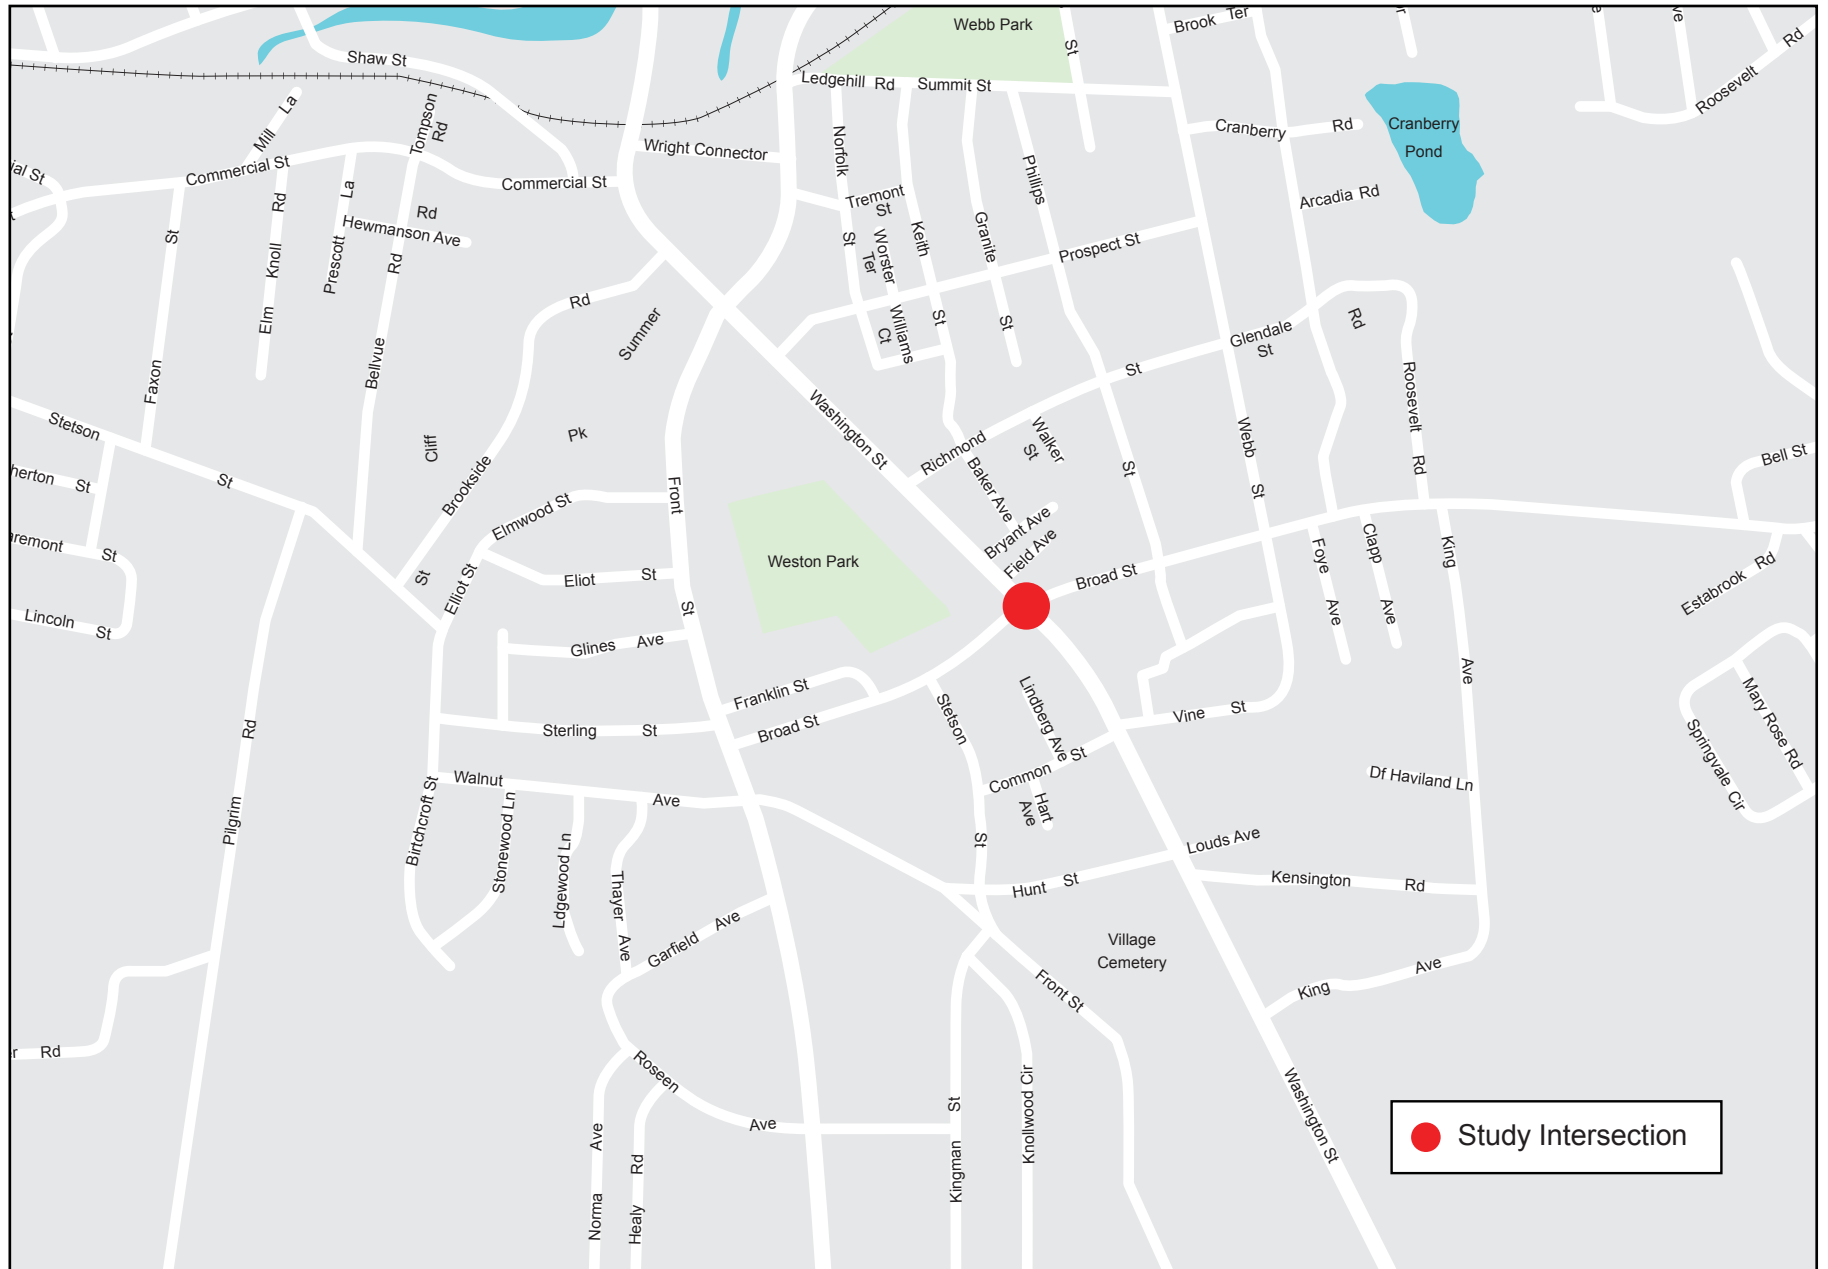 Webb Park
Brook Ter
St
Roosevelt Rd
Shaw St
Ledgehill Rd
Summit St
Mill La
Tompson Rd
Cranberry Rd
Cranberry
Pond
Wright Connector
Norfolk St
Phillips St
Commercial St
Commercial St
Tremont
St
Arcadia Rd
Faxon St
Elm Knoll Rd
Prescott La
Rd
Hewmanson Ave
Bellvue Rd
Worster
Ter
Keith St
Granite St
Prospect St
Williams
Ct
Summer
Rd
Glendale
St
Rd
Roosevelt Rd
Washington St
Richmond St
Walker
St
Baker Ave
Webb St
Bell St
Stetson St
Cliff
Pk
Brookside
St
Front St
Elmwood St
Bryant Ave
Field Ave
Broad St
Weston Park
Foye Ave
Clapp Ave
King Ave
Estabrook Rd
herton St
aremont St
Lincoln St
Elliot St
Eliot St
Glines Ave
Franklin St
Broad St
Sterling St
Stetson St
Lindberg Ave
Common St
Vine St
Hart
Ave
Mary Rose Rd
Springvale Cir
Df Haviland Ln
Pilgrim Rd
Walnut Ave
Birtchcroft St
Stonewood Ln
Ldgewood Ln
Thayer Ave
Garfield Ave
Hunt St
Louds Ave
Kensington Rd
Village
Cemetery
Front St
King Ave
r Rd
Roseen Ave
Norma Ave
Healy Rd
Kingman St
Knollwood Cir
Washington St
Study Intersection